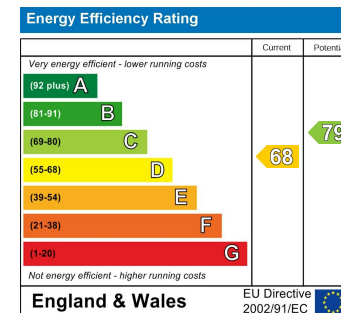 Energy Efficiency Rating
Current Potenti
Very energy efficient - lower running costs
(92 plus) A
(81-91) B
(69-80) C
79
(55-68) D
68
(39-54) E
(21-38) F
(1-20) G
Not energy efficient - higher running costs
England & Wales
EU Directive
2002/91/EC